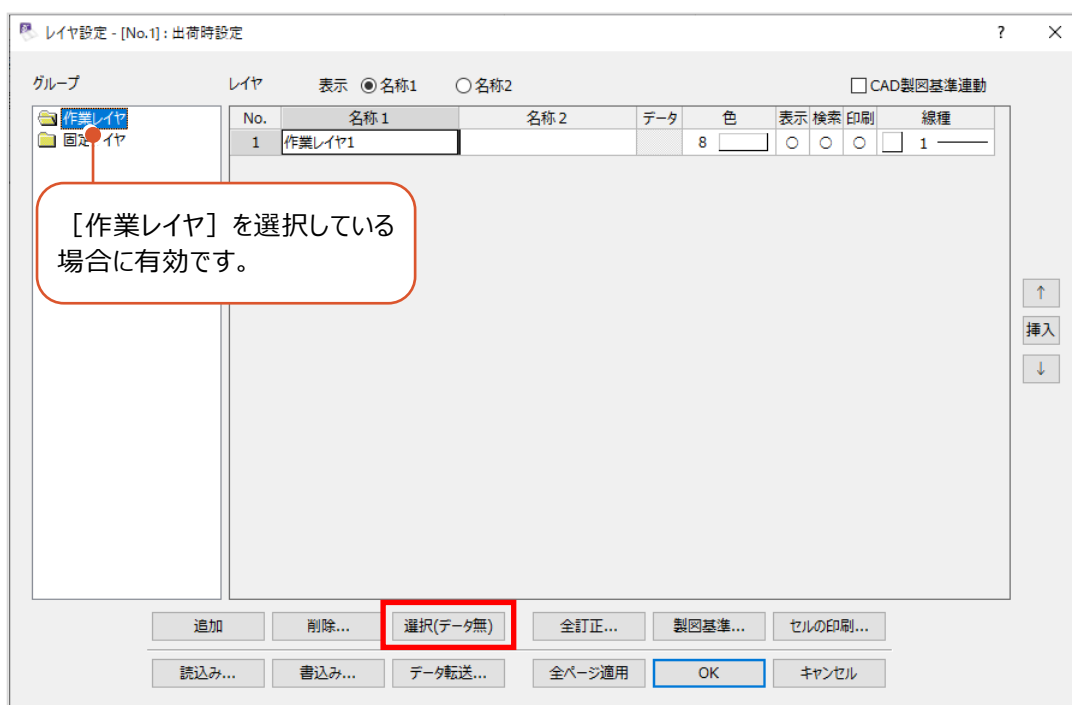 レイヤ設定 - [No.1] : 出荷時設定 ?
グループ レイヤ 表示 名称1 名称2 CAD製図基準連動
作業レイヤ
固定レイヤ
No. 名称 1 名称 2 データ 色 表示 検索 印刷 線種
1 作業レイヤ1 8 ○ ○ ○ 1
［作業レイヤ］を選択している
場合に有効です。
↑
挿入
↓
追加 削除... 選択(データ無) 全訂正... 製図基準... セルの印刷...
読込み... 書込み... データ転送... 全ページ適用 OK キャンセル